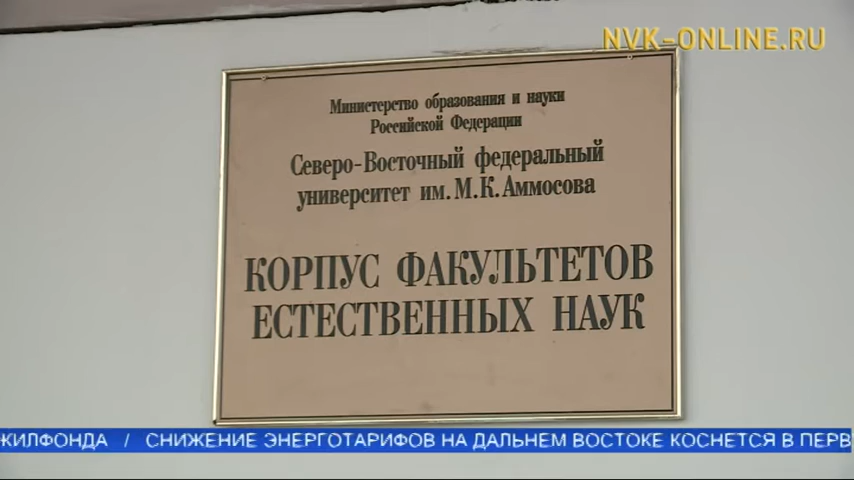 NVK-ONLINE.RU
Министерство образования и науки
Российской Федерации
Северо-Восточный федеральный
университет им. М.К. Аммосова
КОРПУС ФАКУЛЬТЕТОВ
ЕСТЕСТВЕННЫХ НАУК
ЖИЛФОНДА / СНИЖЕНИЕ ЭНЕРГОТАРИФОВ НА ДАЛЬНЕМ ВОСТОКЕ КОСНЕТСЯ В ПЕРВ